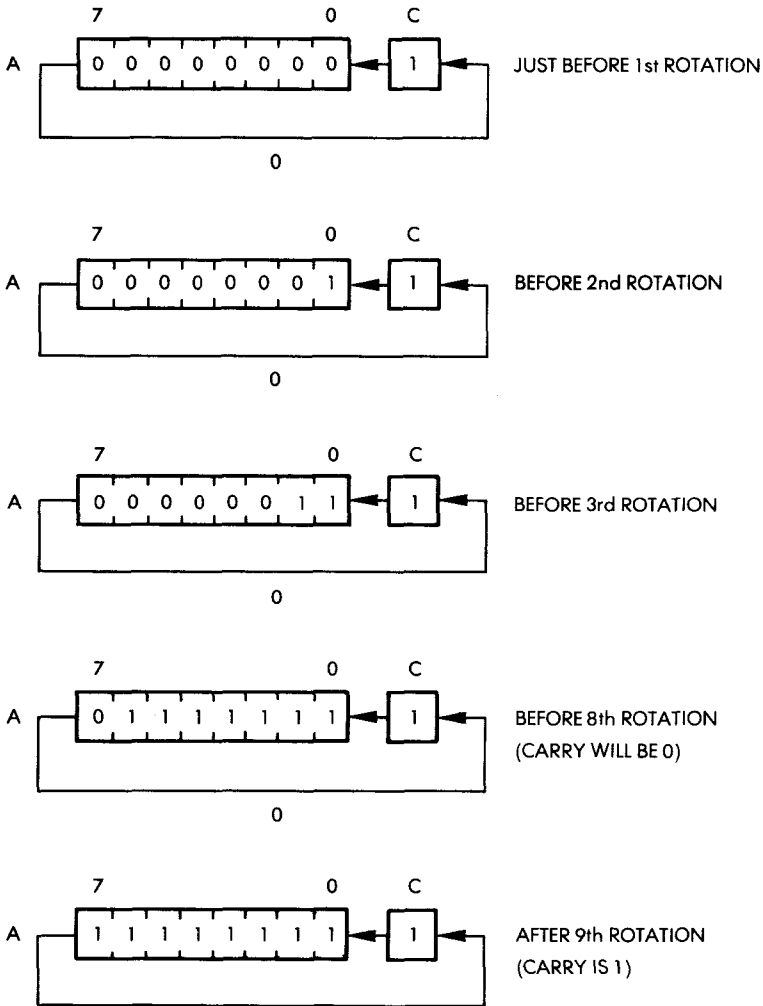 7 0 C
A 0 0 0 0 0 0 0 0 1 JUST BEFORE 1st ROTATION
0
7 0 C
A 0 0 0 0 0 0 0 1 1 BEFORE 2nd ROTATION
0
7 0 C
A 0 0 0 0 0 0 1 1 1 BEFORE 3rd ROTATION
0
7 0 C
A 0 1 1 1 1 1 1 1 1 BEFORE 8th ROTATION
(CARRY WILL BE 0)
0
7 0 C
A 1 1 1 1 1 1 1 1 1 AFTER 9th ROTATION
(CARRY IS 1)